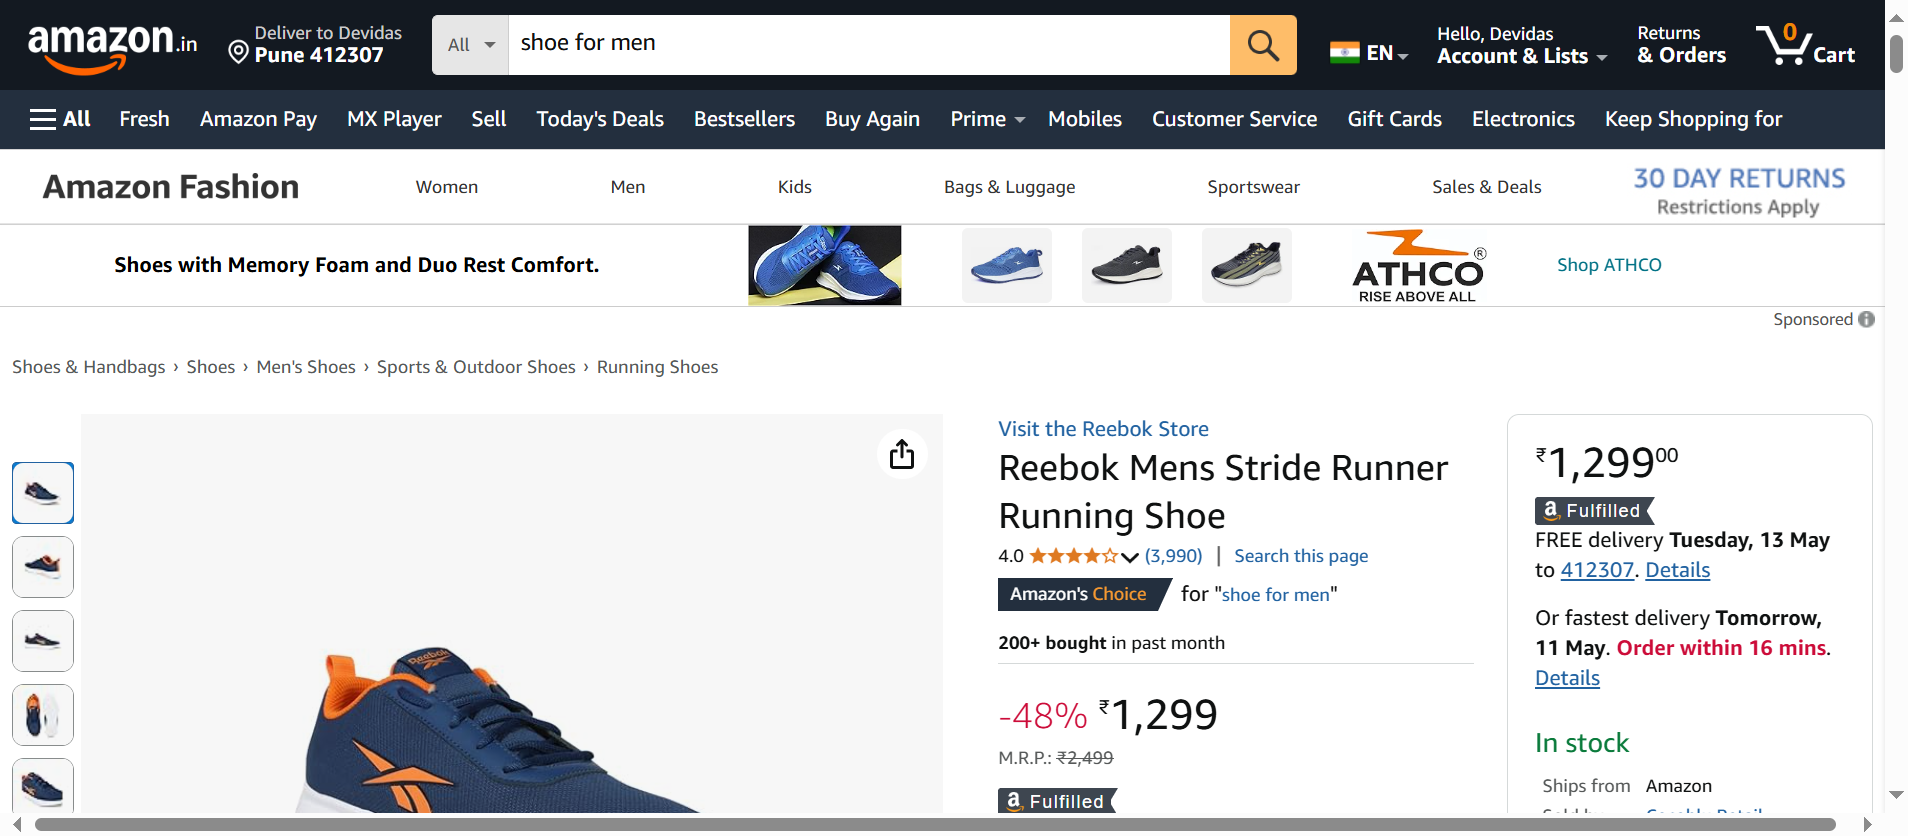 amazon.in
Deliver to Devidas
Pune 412307
All
shoe for men
EN
Hello, Devidas
Account & Lists
Returns
& Orders
0
Cart
All
Fresh
Amazon Pay
MX Player
Sell
Today's Deals
Bestsellers
Buy Again
Prime
Mobiles
Customer Service
Gift Cards
Electronics
Keep Shopping for
Amazon Fashion
Women
Men
Kids
Bags & Luggage
Sportswear
Sales & Deals
30 DAY RETURNS
Restrictions Apply
Shoes with Memory Foam and Duo Rest Comfort.
ATHCO®
RISE ABOVE ALL
Shop ATHCO
Sponsored
Shoes & Handbags › Shoes › Men's Shoes › Sports & Outdoor Shoes › Running Shoes
Reebok
Visit the Reebok Store
Reebok Mens Stride Runner
Running Shoe
4.0 (3,990) | Search this page
Amazon's Choice for "shoe for men"
200+ bought in past month
-48% ₹1,299
M.R.P.: ₹2,499
a Fulfilled
₹1,29900
a Fulfilled
FREE delivery Tuesday, 13 May
to 412307. Details
Or fastest delivery Tomorrow,
11 May. Order within 16 mins.
Details
In stock
Ships from Amazon